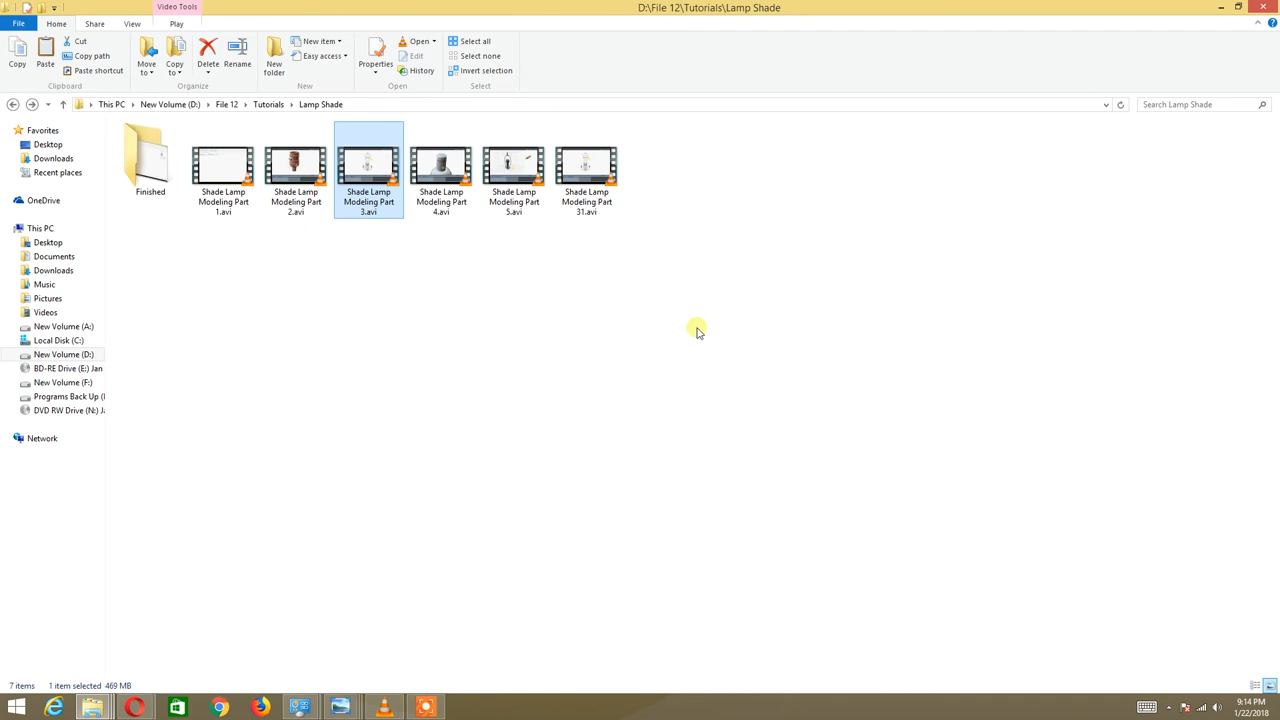 Video Tools
D:\File 12\Tutorials\Lamp Shade
File Home Share View Play
Copy
Paste
Cut
Copy path
Paste shortcut
Clipboard
Move to
Copy to
Delete
Rename
Organize
New folder
New item
Easy access
New
Properties
Open
Edit
History
Open
Select all
Select none
Invert selection
Select
This PC New Volume (D:) File 12 Tutorials Lamp Shade
Search Lamp Shade
Favorites
Desktop
Downloads
Recent places
OneDrive
This PC
Desktop
Documents
Downloads
Music
Pictures
Videos
New Volume (A:)
Local Disk (C:)
New Volume (D:)
BD-RE Drive (E:) Jan
New Volume (F:)
Programs Back Up (
DVD RW Drive (N:) J
Network
Finished
Shade Lamp
Modeling Part
1.avi
Shade Lamp
Modeling Part
2.avi
Shade Lamp
Modeling Part
3.avi
Shade Lamp
Modeling Part
4.avi
Shade Lamp
Modeling Part
5.avi
Shade Lamp
Modeling Part
31.avi
7 items 1 item selected 469 MB
9:14 PM
1/22/2018